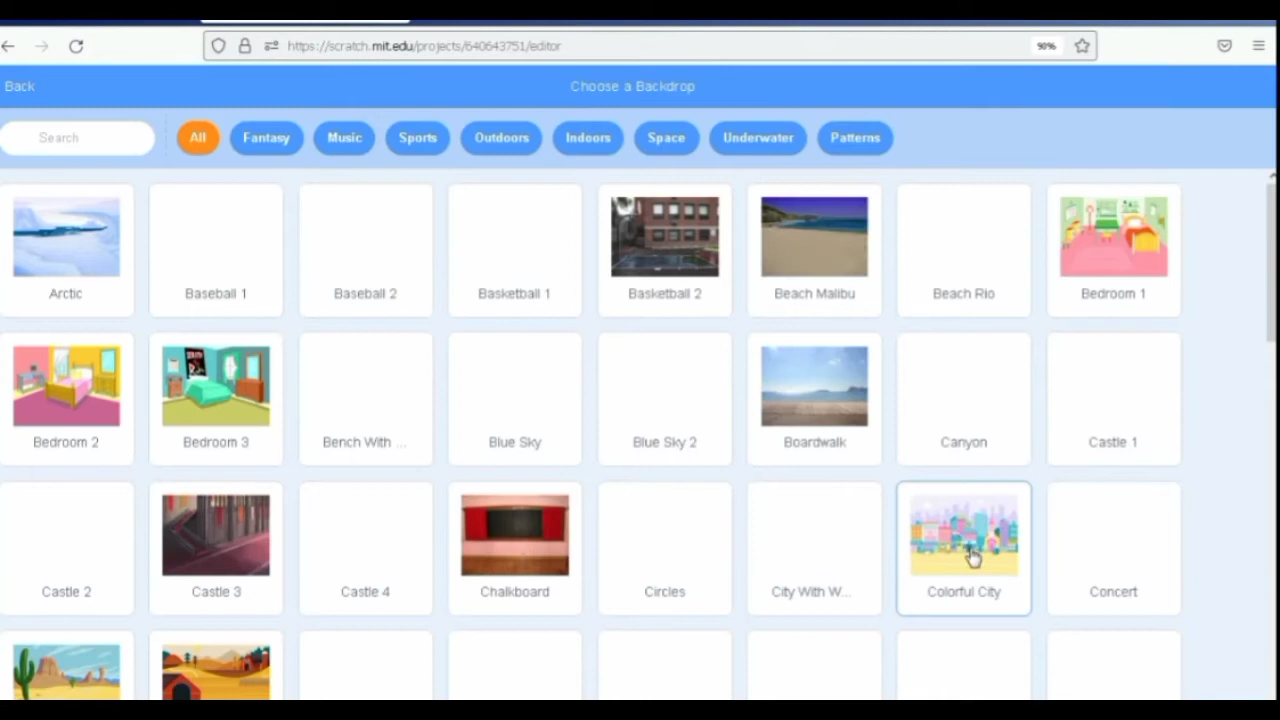 https://scratch.mit.edu/projects/640643751/editor
90%
Back
Choose a Backdrop
Search
All
Fantasy
Music
Sports
Outdoors
Indoors
Space
Underwater
Patterns
Arctic
Baseball 1
Baseball 2
Basketball 1
Basketball 2
Beach Malibu
Beach Rio
Bedroom 1
Bedroom 2
Bedroom 3
Bench With ...
Blue Sky
Blue Sky 2
Boardwalk
Canyon
Castle 1
Castle 2
Castle 3
Castle 4
Chalkboard
Circles
City With W...
Colorful City
Concert